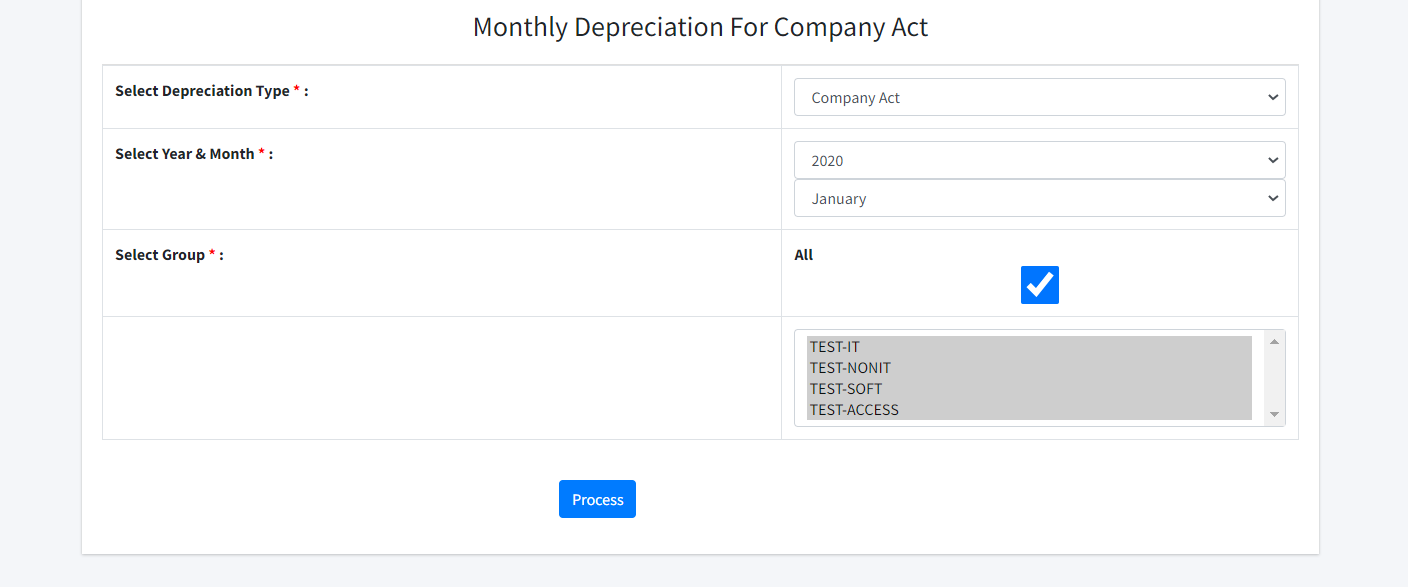 Monthly Depreciation For Company Act
Select Depreciation Type * :
Company Act
Select Year & Month * :
2020
January
Select Group * :
All
TEST-IT
TEST-NONIT
TEST-SOFT
TEST-ACCESS
Process